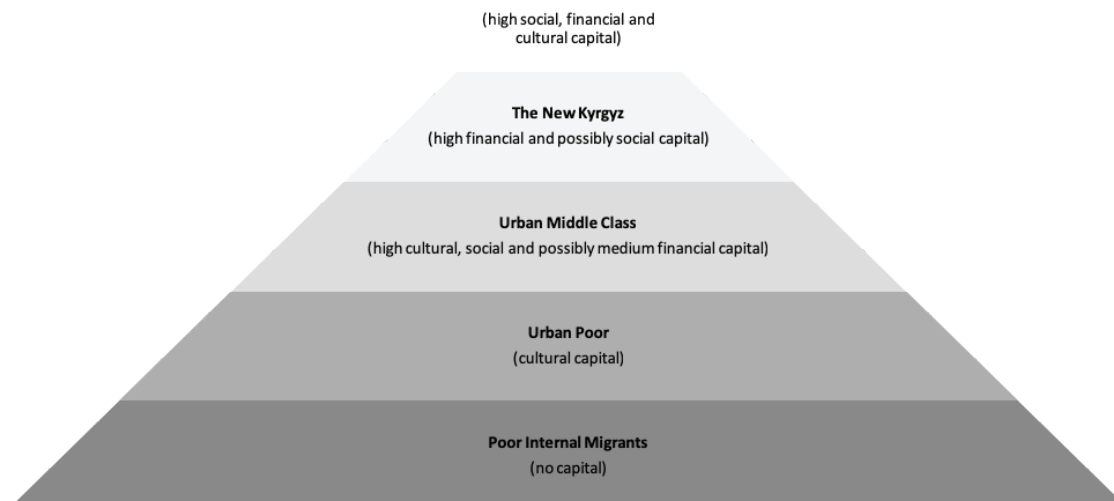 (high social, financial and
cultural capital)
The New Kyrgyz
(high financial and possibly social capital)
Urban Middle Class
(high cultural, social and possibly medium financial capital)
Urban Poor
(cultural capital)
Poor Internal Migrants
(no capital)